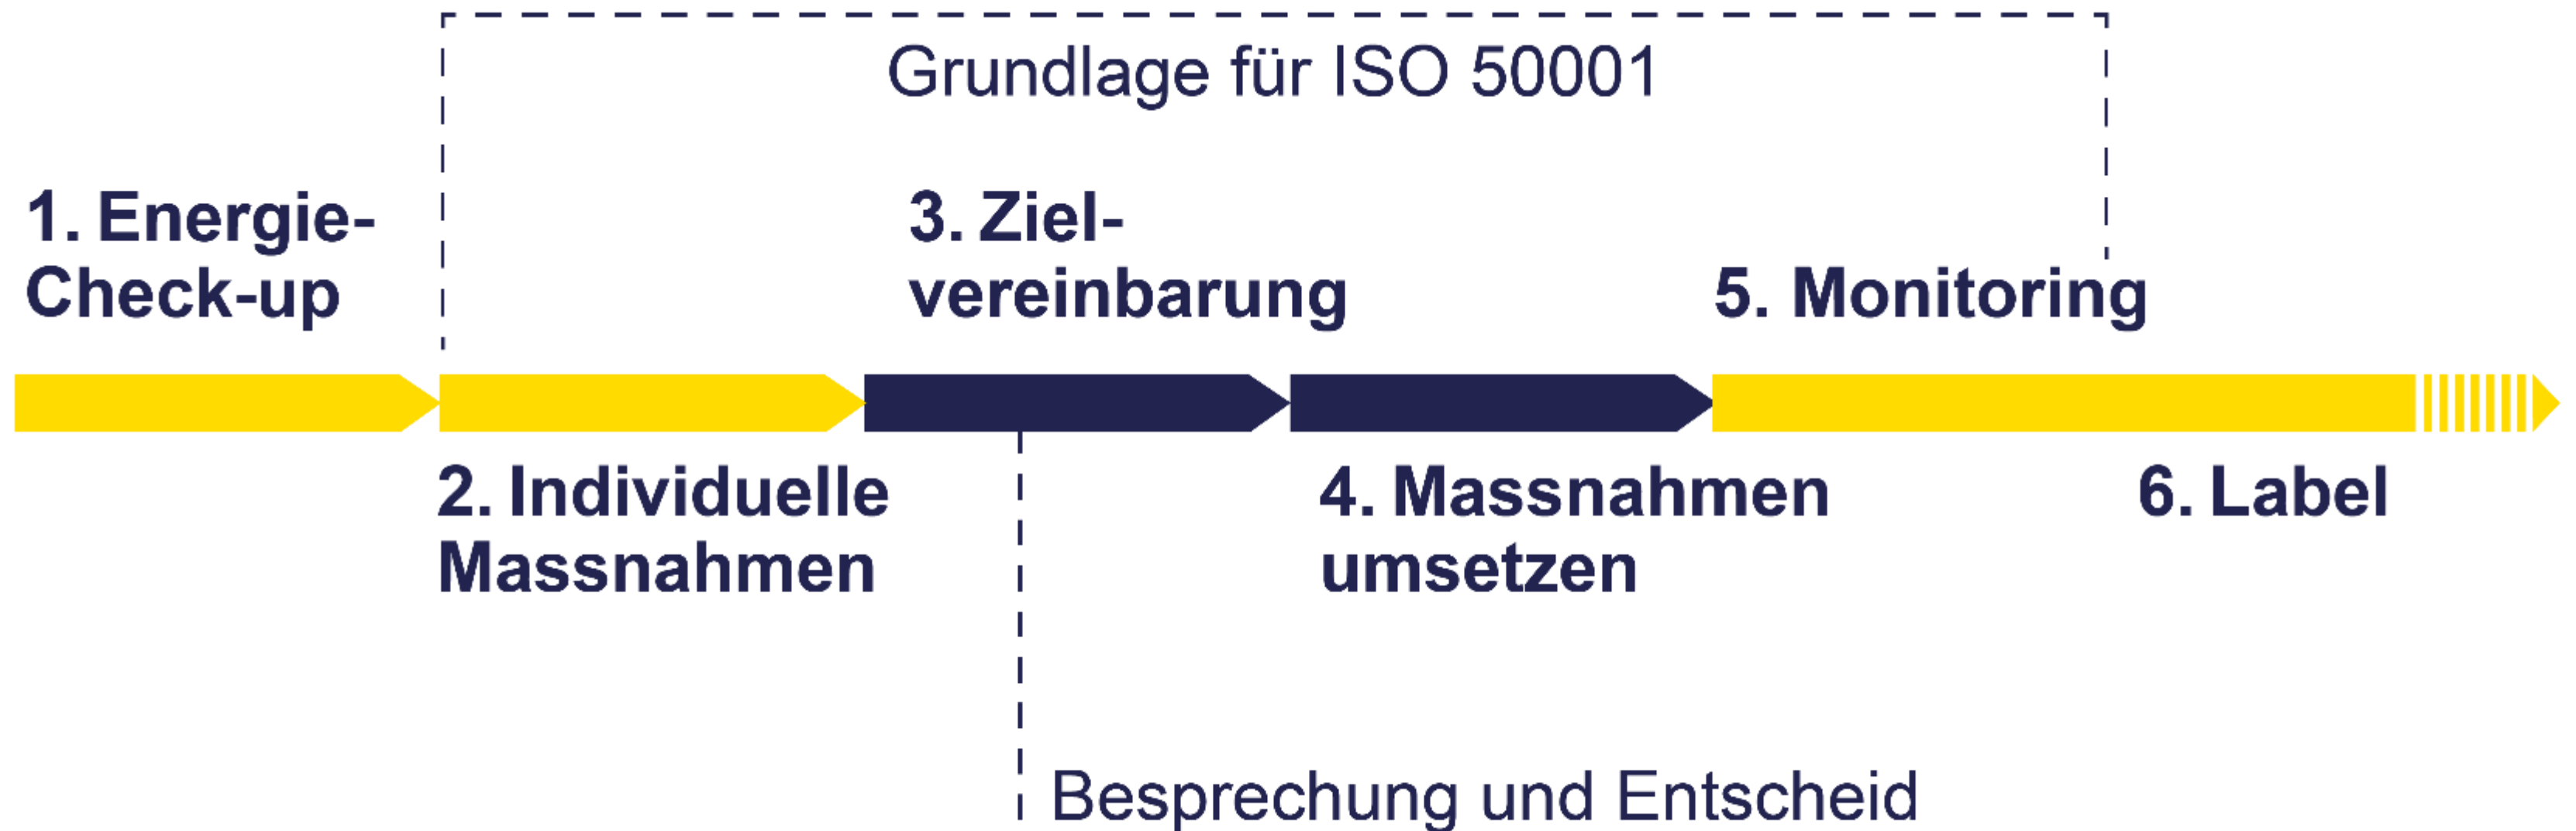 Grundlage für ISO 50001
1. Energie-
Check-up
3. Ziel-
vereinbarung
5. Monitoring
2. Individuelle
Massnahmen
4. Massnahmen
umsetzen
6. Label
Besprechung und Entscheid